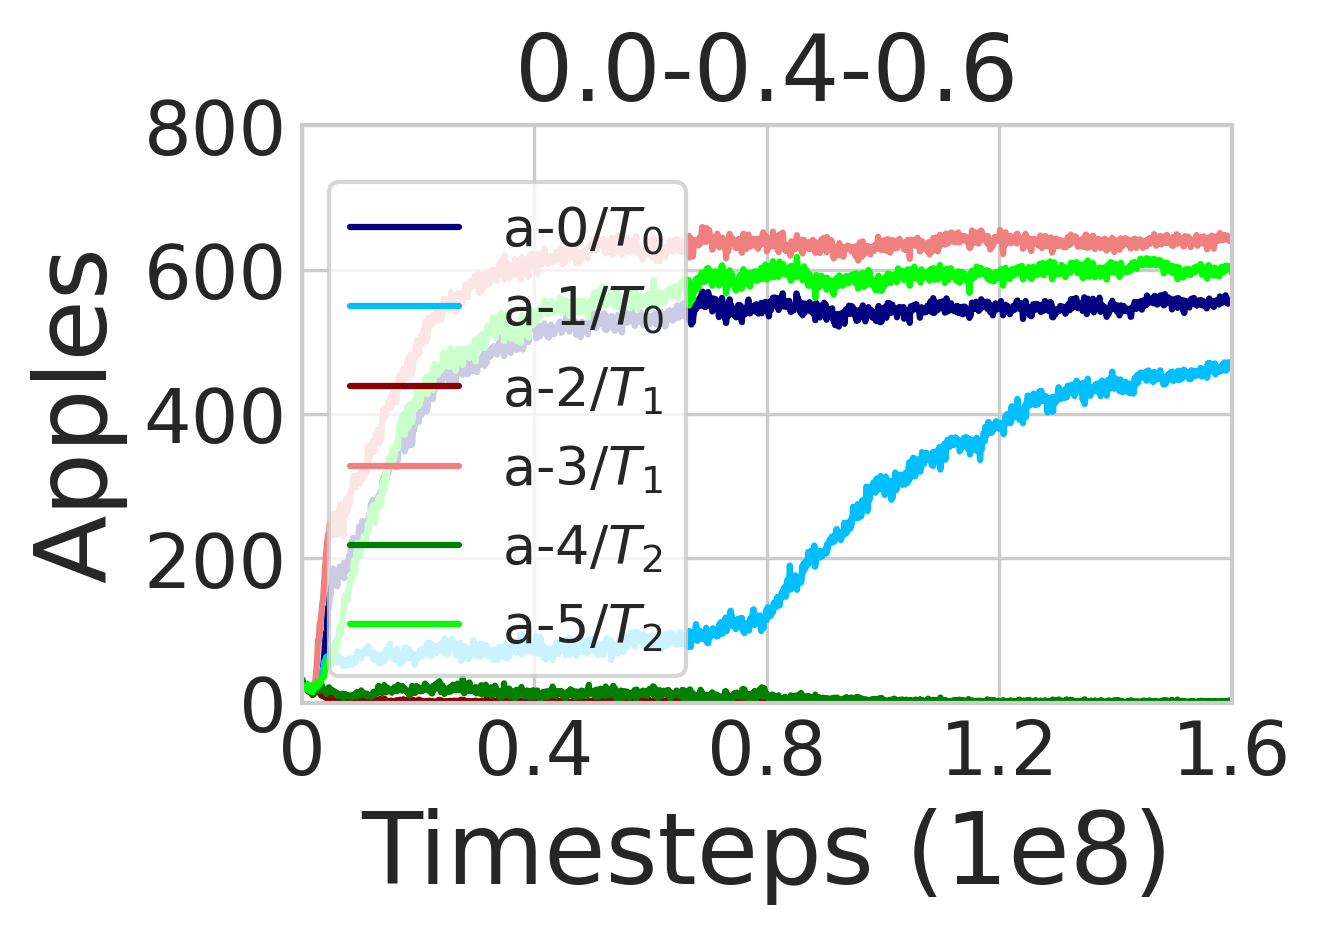 0.0-0.4-0.6
Apples
800
600
400
200
0
a-0/T₀
a-1/T₀
a-2/T₁
a-3/T₁
a-4/T₂
a-5/T₂
0 0.4 0.8 1.2 1.6
Timesteps (1e8)